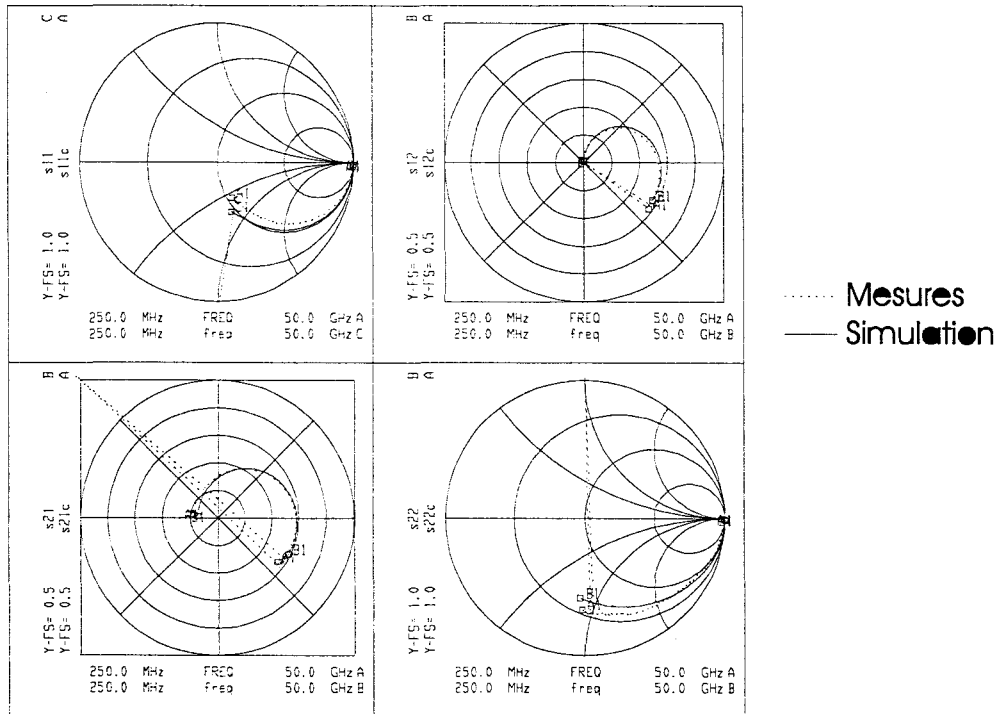 C
A
s11
s11c
Y-FS= 1.0
Y-FS= 1.0
250.0 MHz FREQ 50.0 GHz A
250.0 MHz freq 50.0 GHz C
B
A
s12
s12c
Y-FS= 0.5
Y-FS= 0.5
B1
250.0 MHz FREQ 50.0 GHz A
250.0 MHz freq 50.0 GHz B
Mesures
Simulation
B
A
s21
s21c
Y-FS= 0.5
Y-FS= 0.5
B1
250.0 MHz FREQ 50.0 GHz A
250.0 MHz freq 50.0 GHz B
B
A
s22
s22c
Y-FS= 1.0
Y-FS= 1.0
B1
250.0 MHz FREQ 50.0 GHz A
250.0 MHz freq 50.0 GHz B